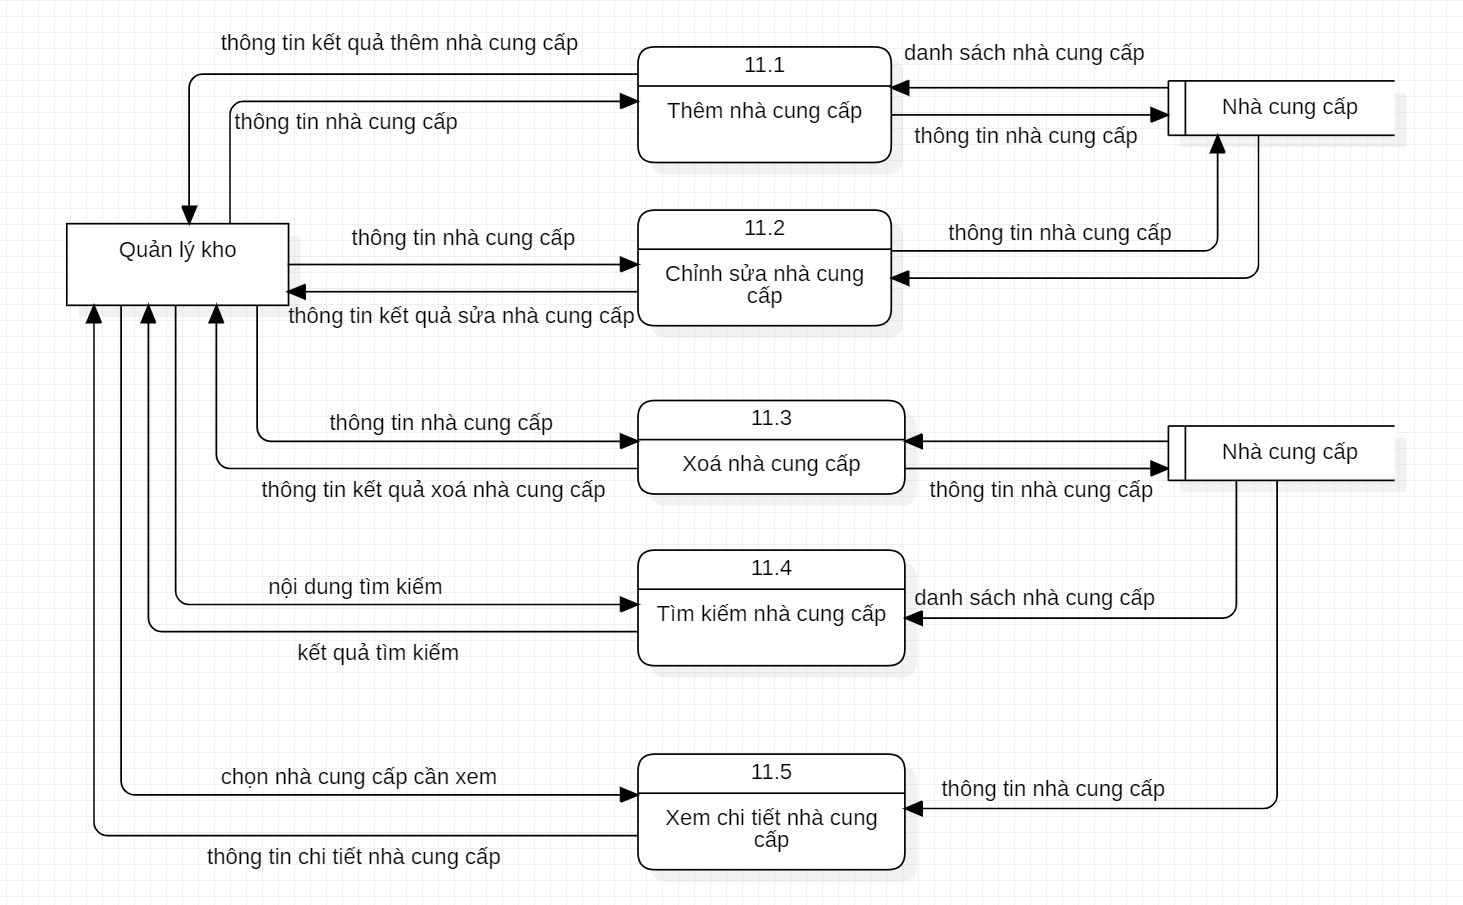 thông tin kết quả thêm nhà cung cấp
11.1
danh sách nhà cung cấp
Thêm nhà cung cấp
Nhà cung cấp
thông tin nhà cung cấp
thông tin nhà cung cấp
Quản lý kho
thông tin nhà cung cấp
11.2
thông tin nhà cung cấp
Chỉnh sửa nhà cung
cấp
thông tin kết quả sửa nhà cung cấp
thông tin nhà cung cấp
11.3
Xoá nhà cung cấp
Nhà cung cấp
thông tin kết quả xoá nhà cung cấp
thông tin nhà cung cấp
nội dung tìm kiếm
11.4
Tìm kiếm nhà cung cấp
danh sách nhà cung cấp
kết quả tìm kiếm
chọn nhà cung cấp cần xem
11.5
thông tin nhà cung cấp
Xem chi tiết nhà cung
cấp
thông tin chi tiết nhà cung cấp